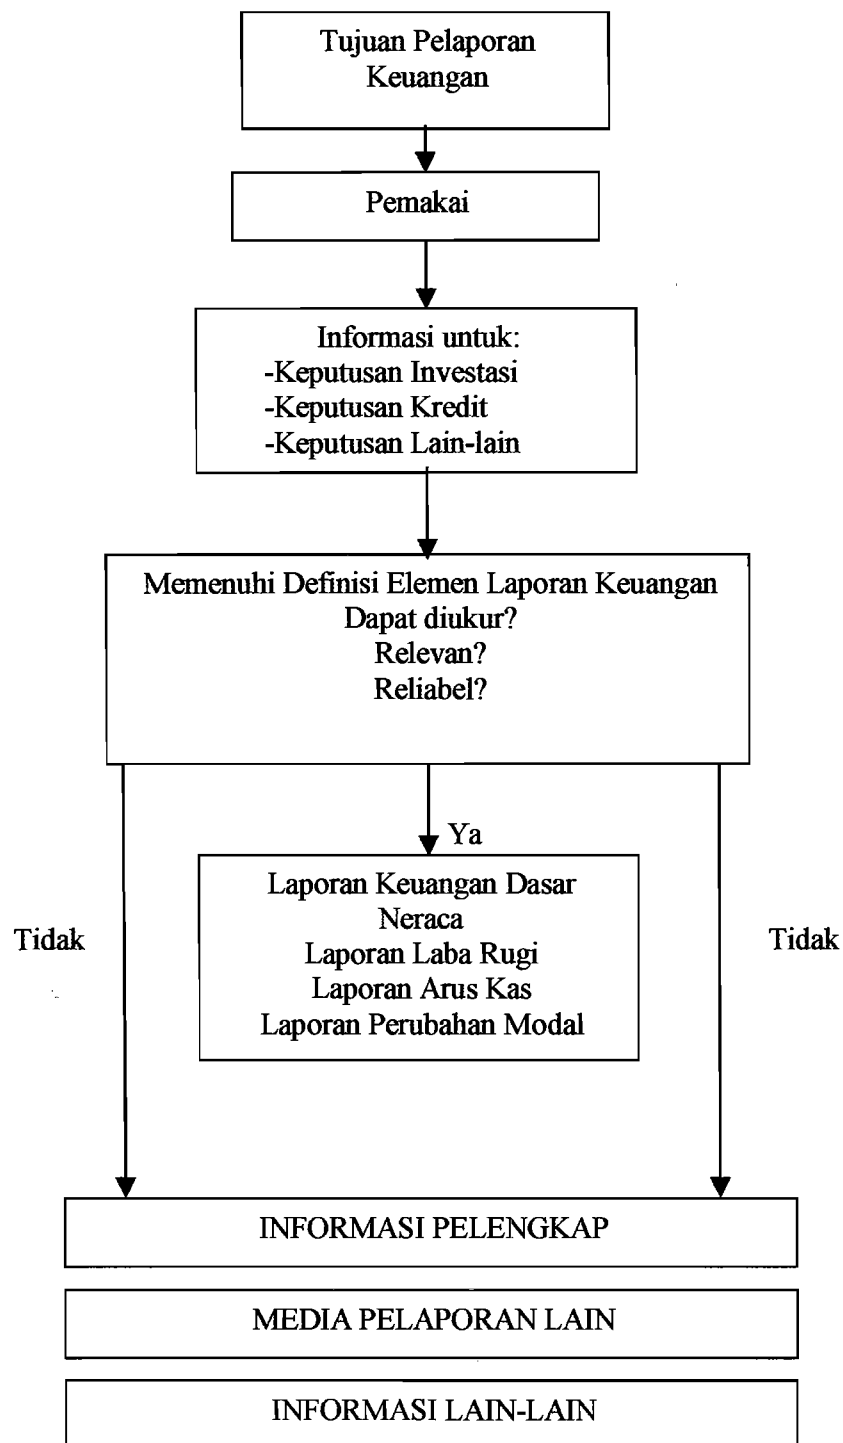 Tujuan Pelaporan
Keuangan
Pemakai
Informasi untuk:
-Keputusan Investasi
-Keputusan Kredit
-Keputusan Lain-lain
Memenuhi Definisi Elemen Laporan Keuangan
Dapat diukur?
Relevan?
Reliabel?
Ya
Laporan Keuangan Dasar
Neraca
Laporan Laba Rugi
Laporan Arus Kas
Laporan Perubahan Modal
Tidak
Tidak
INFORMASI PELENGKAP
MEDIA PELAPORAN LAIN
INFORMASI LAIN-LAIN